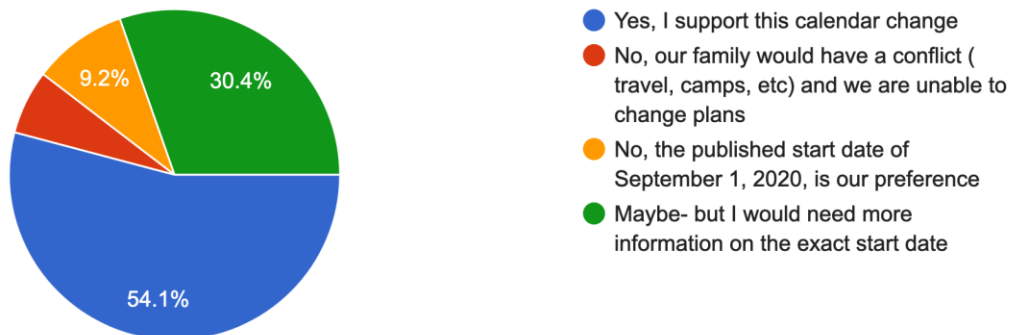 9.2%
30.4%
54.1%
Yes, I support this calendar change
No, our family would have a conflict (
travel, camps, etc) and we are unable to
change plans
No, the published start date of
September 1, 2020, is our preference
Maybe- but I would need more
information on the exact start date